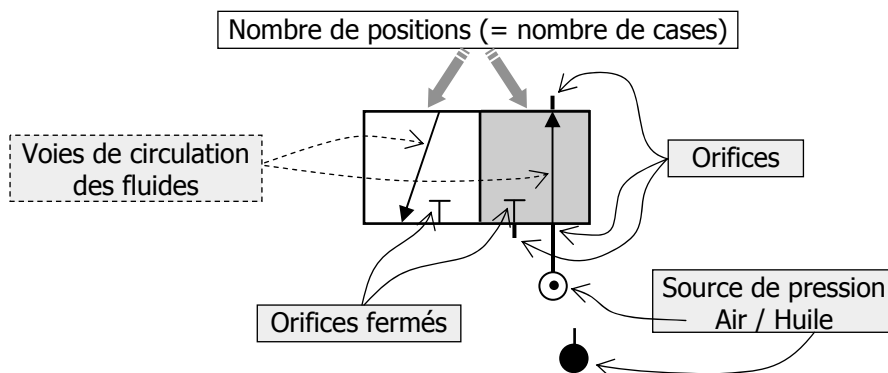 Nombre de positions (= nombre de cases)
Voies de circulation
des fluides
Orifices
Orifices fermés
Source de pression
Air / Huile